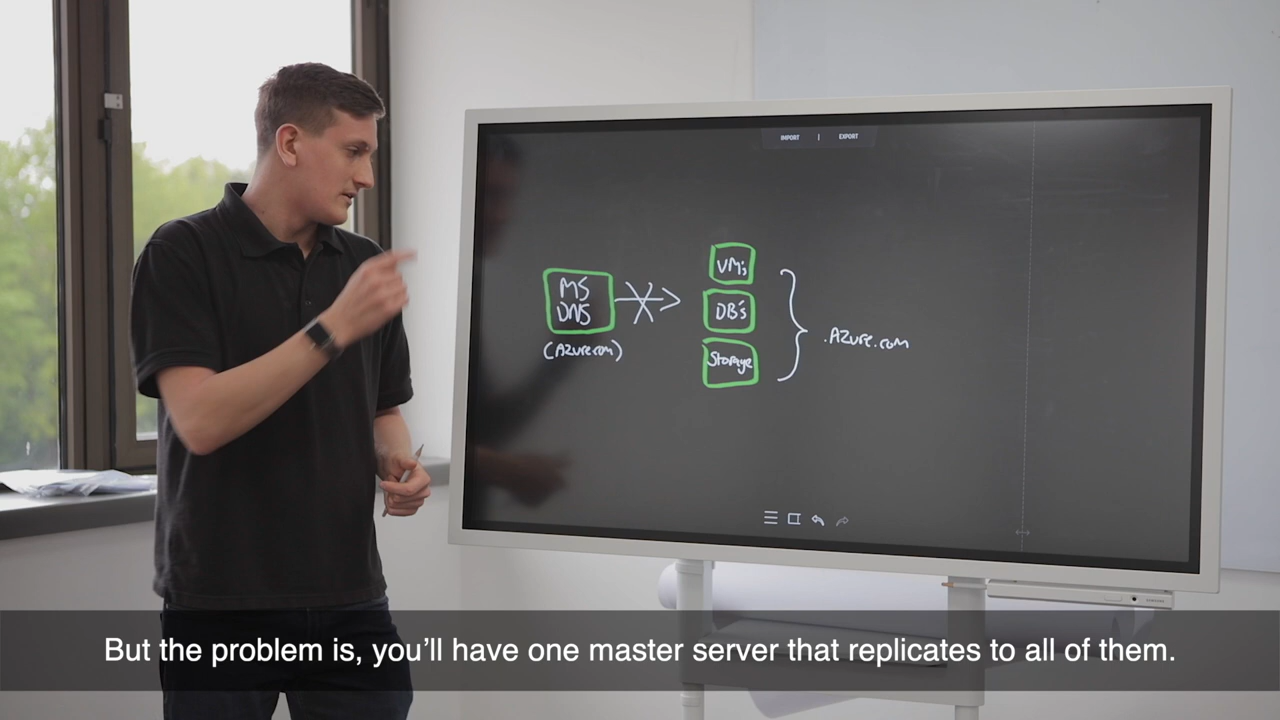 IMPORT | EXPORT
MS
DNS
(Azure.com)
VM's
DB's
Storage
.Azure.com
SAMSUNG
But the problem is, you'll have one master server that replicates to all of them.